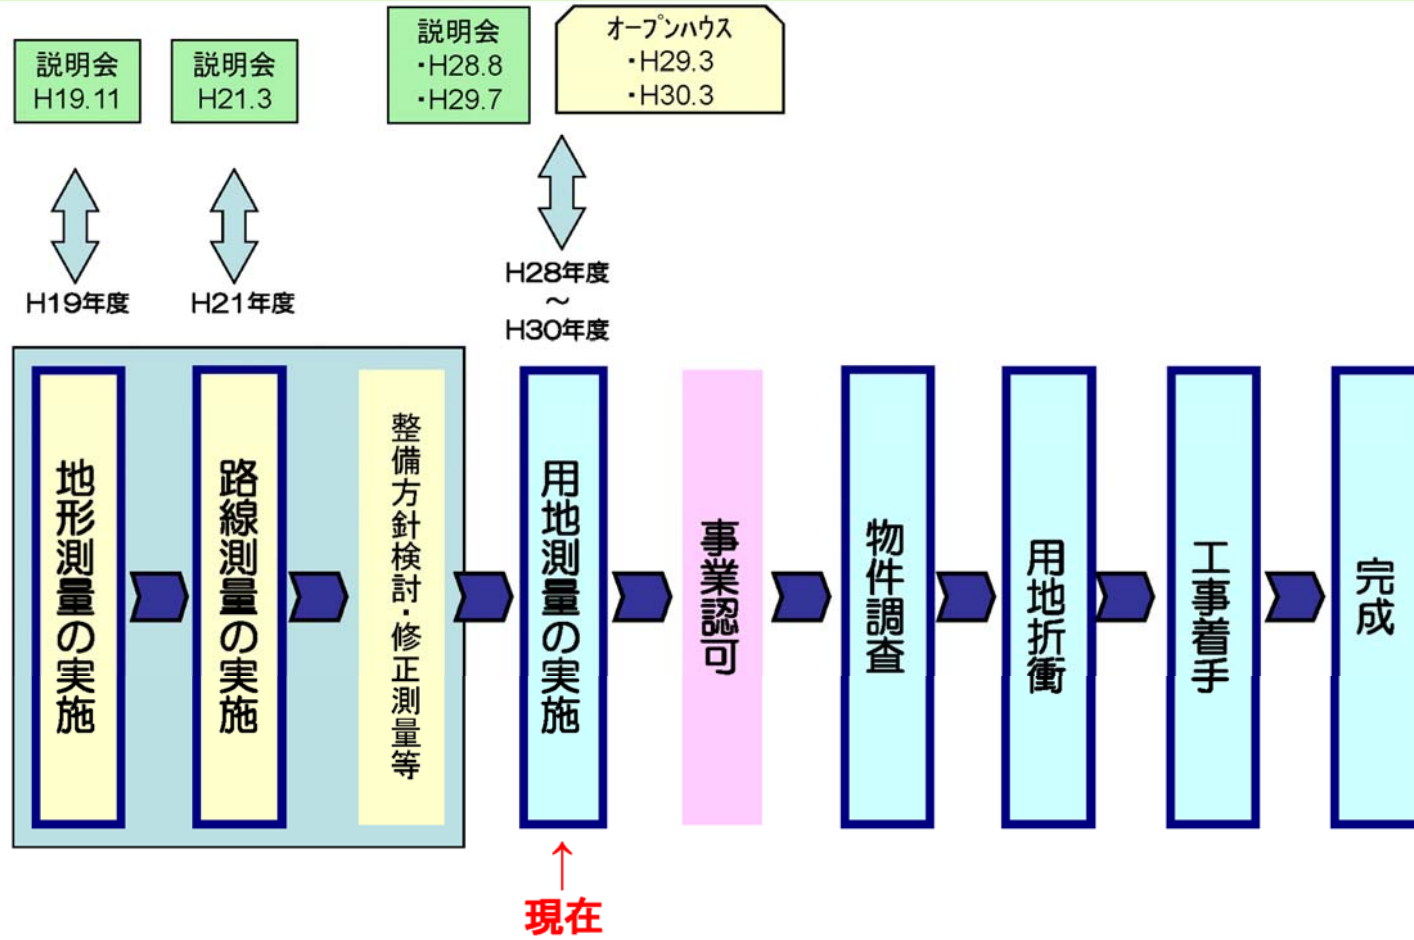 説明会
H19.11
説明会
H21.3
説明会
・H28.8
・H29.7
オープンハウス
・H29.3
・H30.3
H19年度
H21年度
H28年度
～
H30年度
地形測量の実施
路線測量の実施
整備方針検討・修正測量等
用地測量の実施
事業認可
物件調査
用地折衝
工事着手
完成
↑
現在